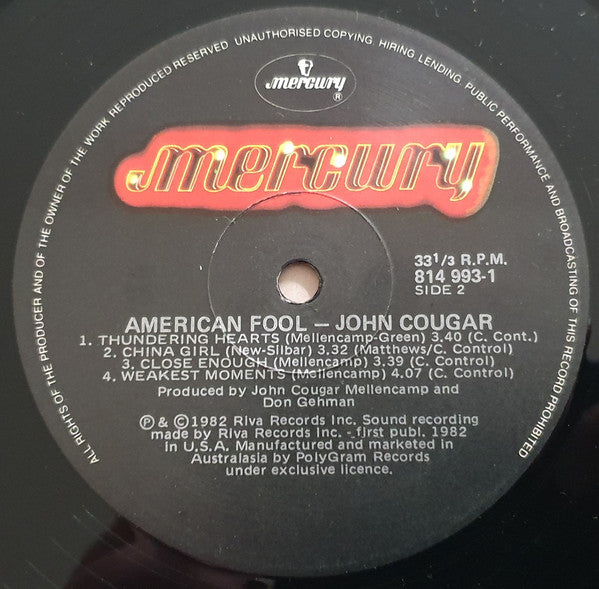 ALL RIGHTS OF THE PRODUCER AND OF THE OWNER OF THE WORK REPRODUCED RESERVED UNAUTHORISED COPYING, HIRING, LENDING, PUBLIC PERFORMANCE AND BROADCASTING OF THIS RECORD PROHIBITED
mercury ®
mercury
33 1/3 R.P.M.
814 993-1
SIDE 2
AMERICAN FOOL – JOHN COUGAR
1. THUNDERING HEARTS (Mellencamp-Green) 3.40 (C. Cont.)
2. CHINA GIRL (New-Silbar) 3.32 (Matthews/C. Control)
3. CLOSE ENOUGH (Mellencamp) 3.39 (C. Control)
4. WEAKEST MOMENTS (Mellencamp) 4.07 (C. Control)
Produced by John Cougar Mellencamp and
Don Gehman
℗ & ©1982 Riva Records Inc. Sound recording
made by Riva Records Inc. - first publ. 1982
in U.S.A. Manufactured and marketed in
Australasia by PolyGram Records
under exclusive licence.